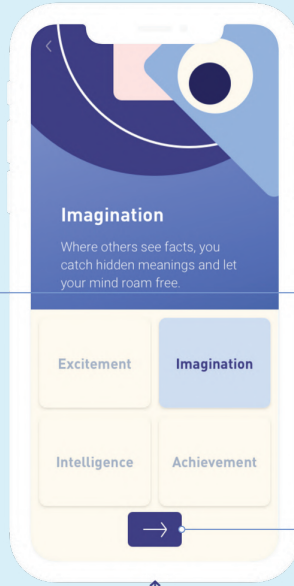 Imagination
Where others see facts, you
catch hidden meanings and let
your mind roam free.
Excitement
Imagination
Intelligence
Achievement